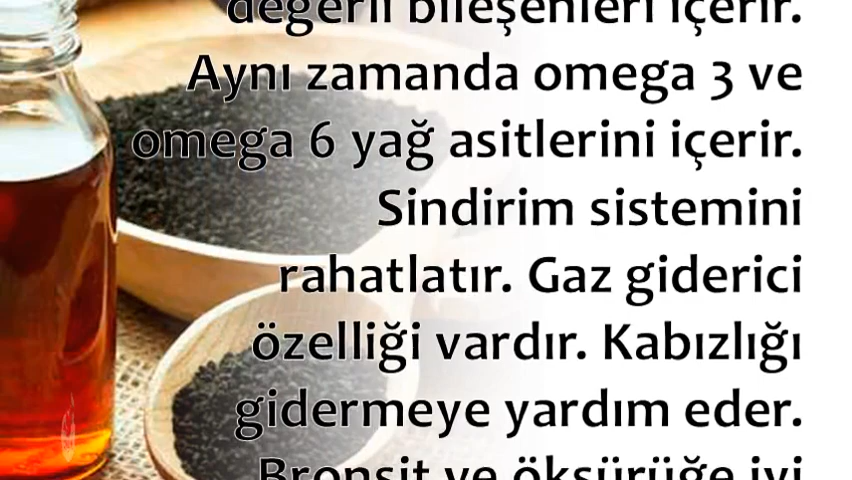 değerli bileşenleri içerir.
Aynı zamanda omega 3 ve
omega 6 yağ asitlerini içerir.
Sindirim sistemini
rahatlatır. Gaz giderici
özelliği vardır. Kabızlığı
gidermeye yardım eder.
Bronşit ve öksürüğe iyi